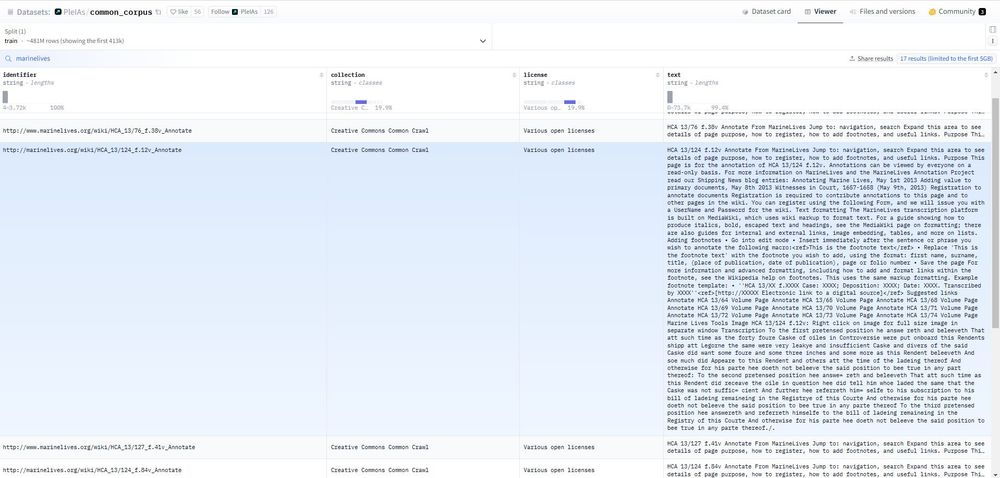 Datasets: PleIAs/common_corpus like 56 Follow PleIAs 126 Dataset card Viewer Files and versions Community 3
Split (1)
train · ~481M rows (showing the first 413k)
marinelives Share results 17 results (limited to the first 5GB)
identifier collection license text
string · lengths string · classes string · classes string · lengths
4-3.72k 100% Creative C… 19.9% Various op… 19.9% 0-73.7k 99.4%
details of page purpose, how to register, how to add footnotes, and useful links. Purpose Thi…
http://www.marinelives.org/wiki/HCA_13/76_f.38v_Annotate Creative Commons Common Crawl Various open licenses
HCA 13/76 f.38v Annotate From MarineLives Jump to: navigation, search Expand this area to see
details of page purpose, how to register, how to add footnotes, and useful links. Purpose Thi…
http://marinelives.org/wiki/HCA_13/124_f.12v_Annotate Creative Commons Common Crawl Various open licenses
HCA 13/124 f.12v Annotate From MarineLives Jump to: navigation, search Expand this area to see
details of page purpose, how to register, how to add footnotes, and useful links. Purpose This
page is for the annotation of HCA 13/124 f.12v. Annotations can be viewed by everyone on a
read-only basis. For more information on MarineLives and the MarineLives Annotation Project
read our Shipping News blog entries: Annotating Marine Lives, May 1st 2013 Adding value to
primary documents, May 8th 2013 Witnesses in Court, 1657-1658 (May 9th, 2013) Registration to
annotate documents Registration is required to contribute annotations to this page and to
other pages in the wiki. You can register using the following Form, and we will issue you with
a UserName and Password for the wiki. Text formatting The MarineLives transcription platform
is built on MediaWiki, which uses wiki markup to format text. For a guide showing how to
produce italics, bold, escaped text and headings, see the MediaWiki page on formatting; there
are also guides for internal and external links, image embedding, tables, and more on lists.
Adding footnotes • Go into edit mode • Insert immediately after the sentence or phrase you
wish to annotate the following macro:<ref>This is the footnote text</ref> • Replace 'This is
the footnote text' with the footnote you wish to add, using the format: first name, surname,
title, (place of publication, date of publication), page or folio number • Save the page For
more information and advanced formatting, including how to add and format links within the
footnote, see the Wikipedia help on footnotes. This uses the same markup formatting. Example
footnote template: • ''HCA 13/XX f.XXXX Case: XXXX; Deposition: XXXX; Date: XXXX. Transcribed
by XXXX''<ref>[http://XXXXX Electronic link to a digital source]</ref> Suggested links
Annotate HCA 13/64 Volume Page Annotate HCA 13/65 Volume Page Annotate HCA 13/68 Volume Page
Annotate HCA 13/69 Volume Page Annotate HCA 13/70 Volume Page Annotate HCA 13/71 Volume Page
Annotate HCA 13/72 Volume Page Annotate HCA 13/73 Volume Page Annotate HCA 13/74 Volume Page
Marine Lives Tools Image HCA 13/124 f.12v: Right click on image for full size image in
separate window Transcription To the first pretensed position he answe reth and beleeveth That
att such time as the forty foure Caske of oiles in Controversie were put onboard this Rendents
shipp att Legorne the same were very leakye and insufficient Caske and divers of the said
Caske did want some foure and some three inches and some more as this Rendent beleeveth And
soe much did Appeare to this Rendent and others att the time of the ladeing thereof And
otherwise for his parte hee doeth not beleeve the said position to bee true in any part
thereof: To the second pretensed position hee answe= reth and beleeveth That att such time as
this Rendent did receave the oile in question hee did tell him whoe laded the same that the
Caske was not suffic= cient And further hee referreth him= selfe to his subscription to his
bill of ladeing remaineing in the Registrye of this Courte And otherwise for his parte hee
doeth not beleeve the said position to bee true in any parte thereof To the third pretensed
position hee answereth and referreth himselfe to the bill of ladeing remaineing in the
Registry of the Courte And otherwise for his parte hee doeth not beleeve the said position to
bee true in any parte thereof./.
http://www.marinelives.org/wiki/HCA_13/127_f.41v_Annotate Creative Commons Common Crawl Various open licenses
HCA 13/127 f.41v Annotate From MarineLives Jump to: navigation, search Expand this area to see
details of page purpose, how to register, how to add footnotes, and useful links. Purpose Thi…
http://marinelives.org/wiki/HCA_13/124_f.84v_Annotate Creative Commons Common Crawl Various open licenses
HCA 13/124 f.84v Annotate From MarineLives Jump to: navigation, search Expand this area to see
details of page purpose, how to register, how to add footnotes, and useful links. Purpose Thi…